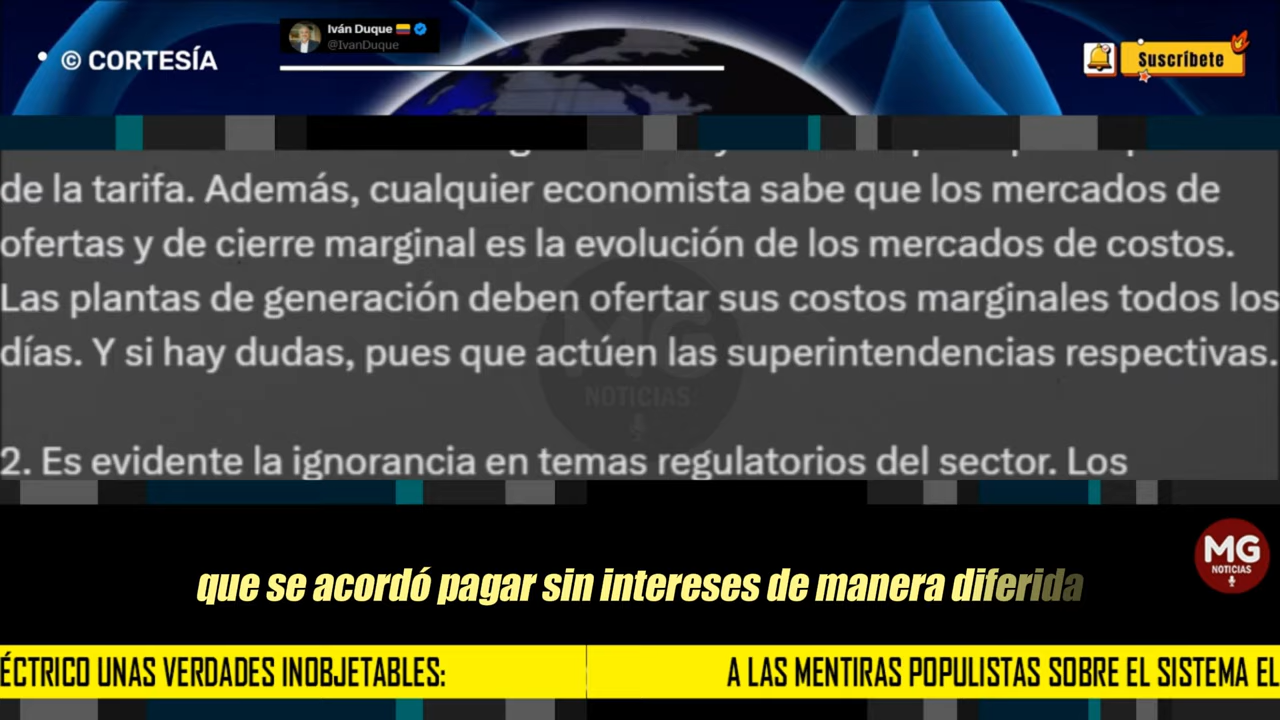 © CORTESÍA
Iván Duque
@IvanDuque
Suscríbete
de la tarifa. Además, cualquier economista sabe que los mercados de
ofertas y de cierre marginal es la evolución de los mercados de costos.
Las plantas de generación deben ofertar sus costos marginales todos los
días. Y si hay dudas, pues que actúen las superintendencias respectivas.
MG
NOTICIAS
2. Es evidente la ignorancia en temas regulatorios del sector. Los
MG
NOTICIAS
que se acordó pagar sin intereses de manera diferida
ÉCTRICO UNAS VERDADES INOBJETABLES: A LAS MENTIRAS POPULISTAS SOBRE EL SISTEMA EL